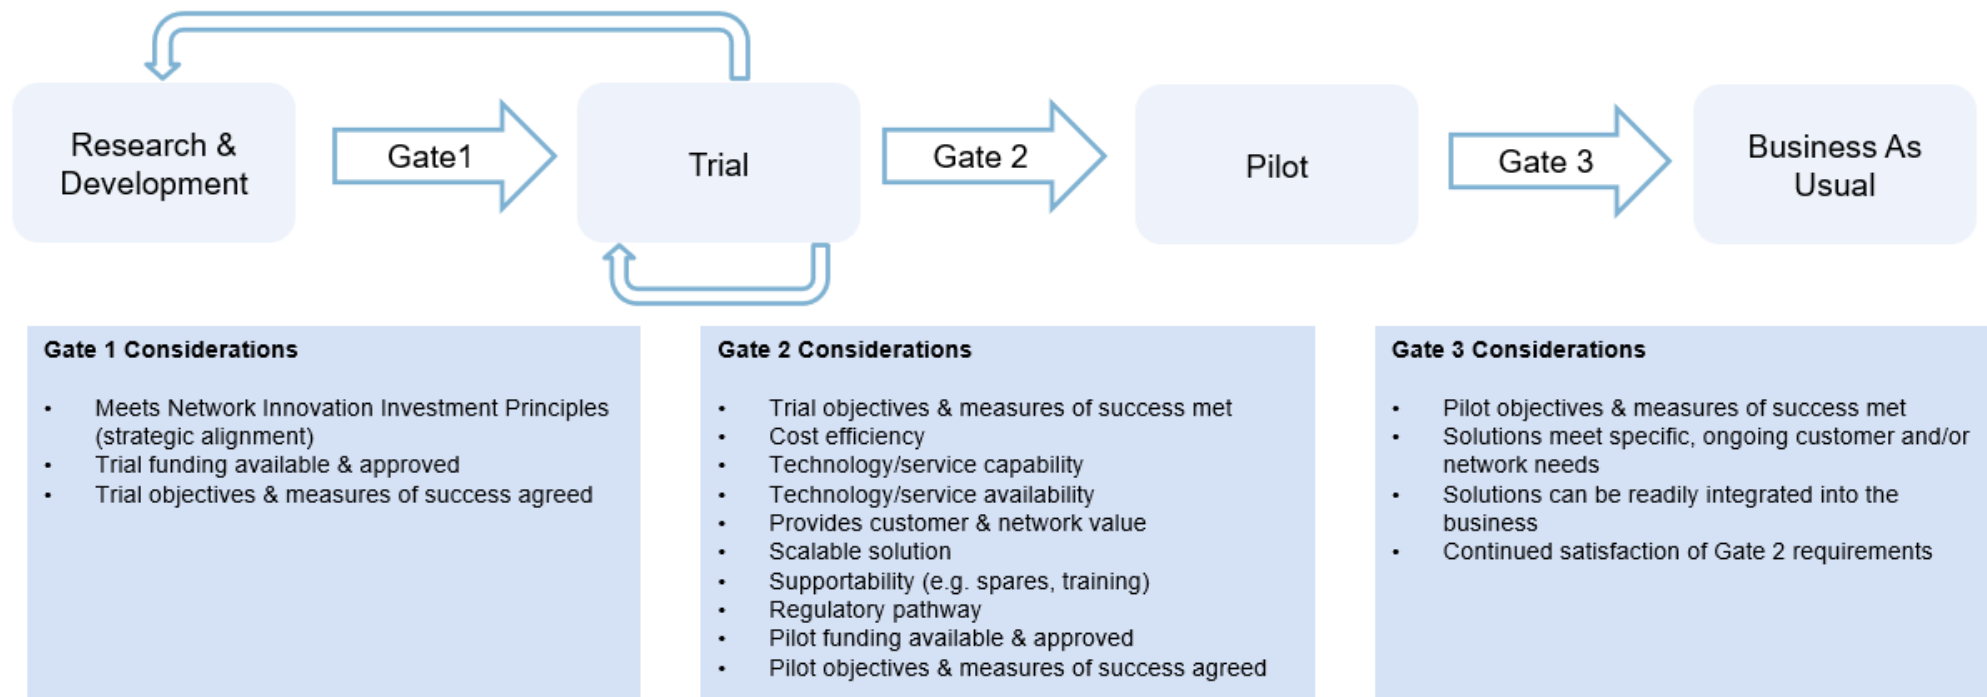 Research &
Development
Gate1
Trial
Gate 2
Pilot
Gate 3
Business As
Usual
Gate 1 Considerations
• Meets Network Innovation Investment Principles
(strategic alignment)
• Trial funding available & approved
• Trial objectives & measures of success agreed
Gate 2 Considerations
• Trial objectives & measures of success met
• Cost efficiency
• Technology/service capability
• Technology/service availability
• Provides customer & network value
• Scalable solution
• Supportability (e.g. spares, training)
• Regulatory pathway
• Pilot funding available & approved
• Pilot objectives & measures of success agreed
Gate 3 Considerations
• Pilot objectives & measures of success met
• Solutions meet specific, ongoing customer and/or
network needs
• Solutions can be readily integrated into the
business
• Continued satisfaction of Gate 2 requirements